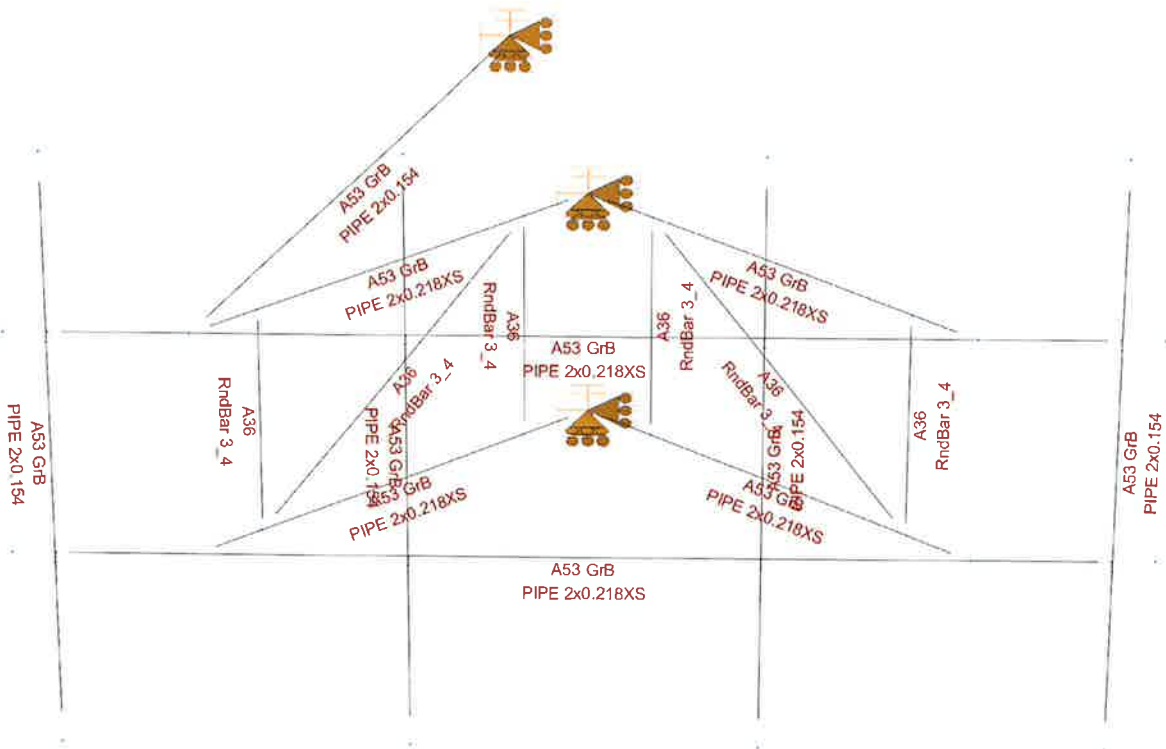 A53 GrB
PIPE 2x0.154
A53 GrB
PIPE 2x0.218XS
A53 GrB
PIPE 2x0.218XS
A36
RndBar 3_4
A36
RndBar 3_4
A53 GrB
PIPE 2x0.218XS
A36
RndBar 3_4
A36
RndBar 3_4
A36
RndBar 3_4
A36
RndBar 3_4
A53 GrB
PIPE 2x0.154
A53 GrB
PIPE 2x0.154
A53 GrB
PIPE 2x0.154
A53 GrB
PIPE 2x0.154
A53 GrB
PIPE 2x0.218XS
A53 GrB
PIPE 2x0.218XS
A53 GrB
PIPE 2x0.218XS